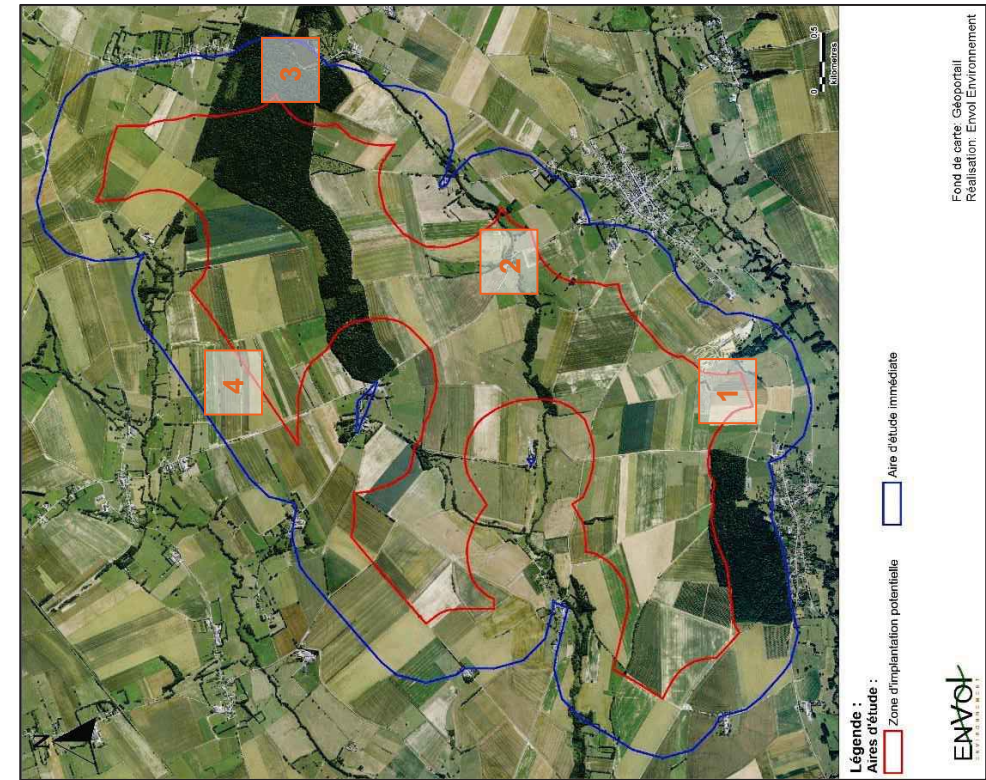 N
3
2
4
1
0 0.5
kilomètres
Légende :
Aires d'étude :
Zone d'implantation potentielle
Aire d'étude immédiate
Fond de carte: Géoportail
Réalisation: Envol Environnement
ENVOL
ENVIRONNEMENT